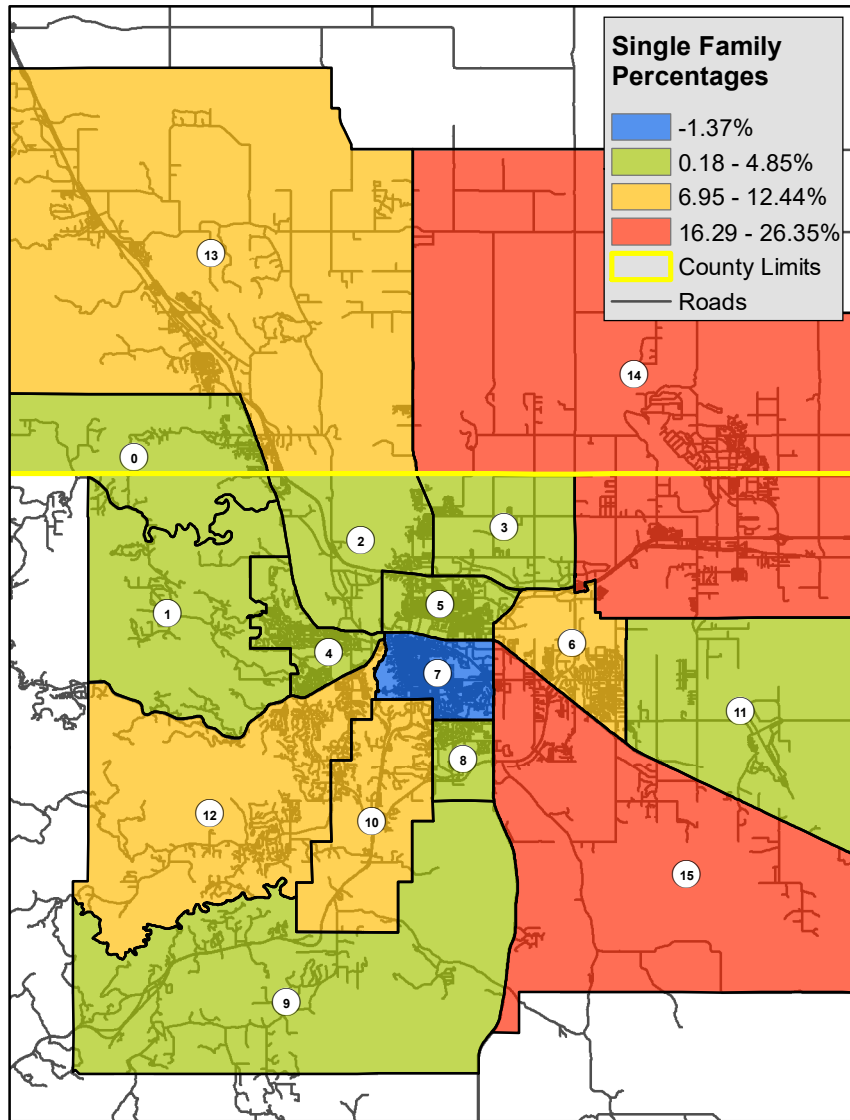 Single Family
Percentages
-1.37%
0.18 - 4.85%
6.95 - 12.44%
16.29 - 26.35%
County Limits
Roads
13
14
0
3
2
1
5
6
4
7
11
8
12
10
15
9